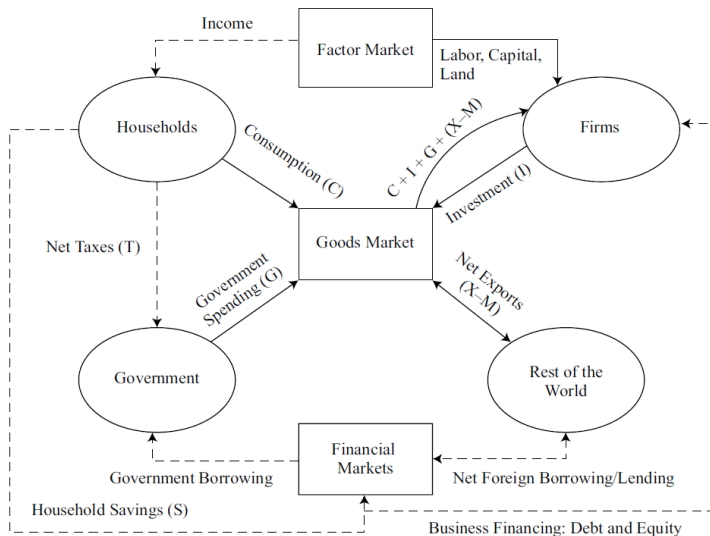 Income
Factor Market
Labor, Capital,
Land
Households
Firms
Consumption (C)
C + I + G + (X–M)
Investment (I)
Goods Market
Net Taxes (T)
Government
Spending (G)
Net Exports
(X–M)
Government
Rest of the
World
Financial
Markets
Government Borrowing
Net Foreign Borrowing/Lending
Household Savings (S)
Business Financing: Debt and Equity